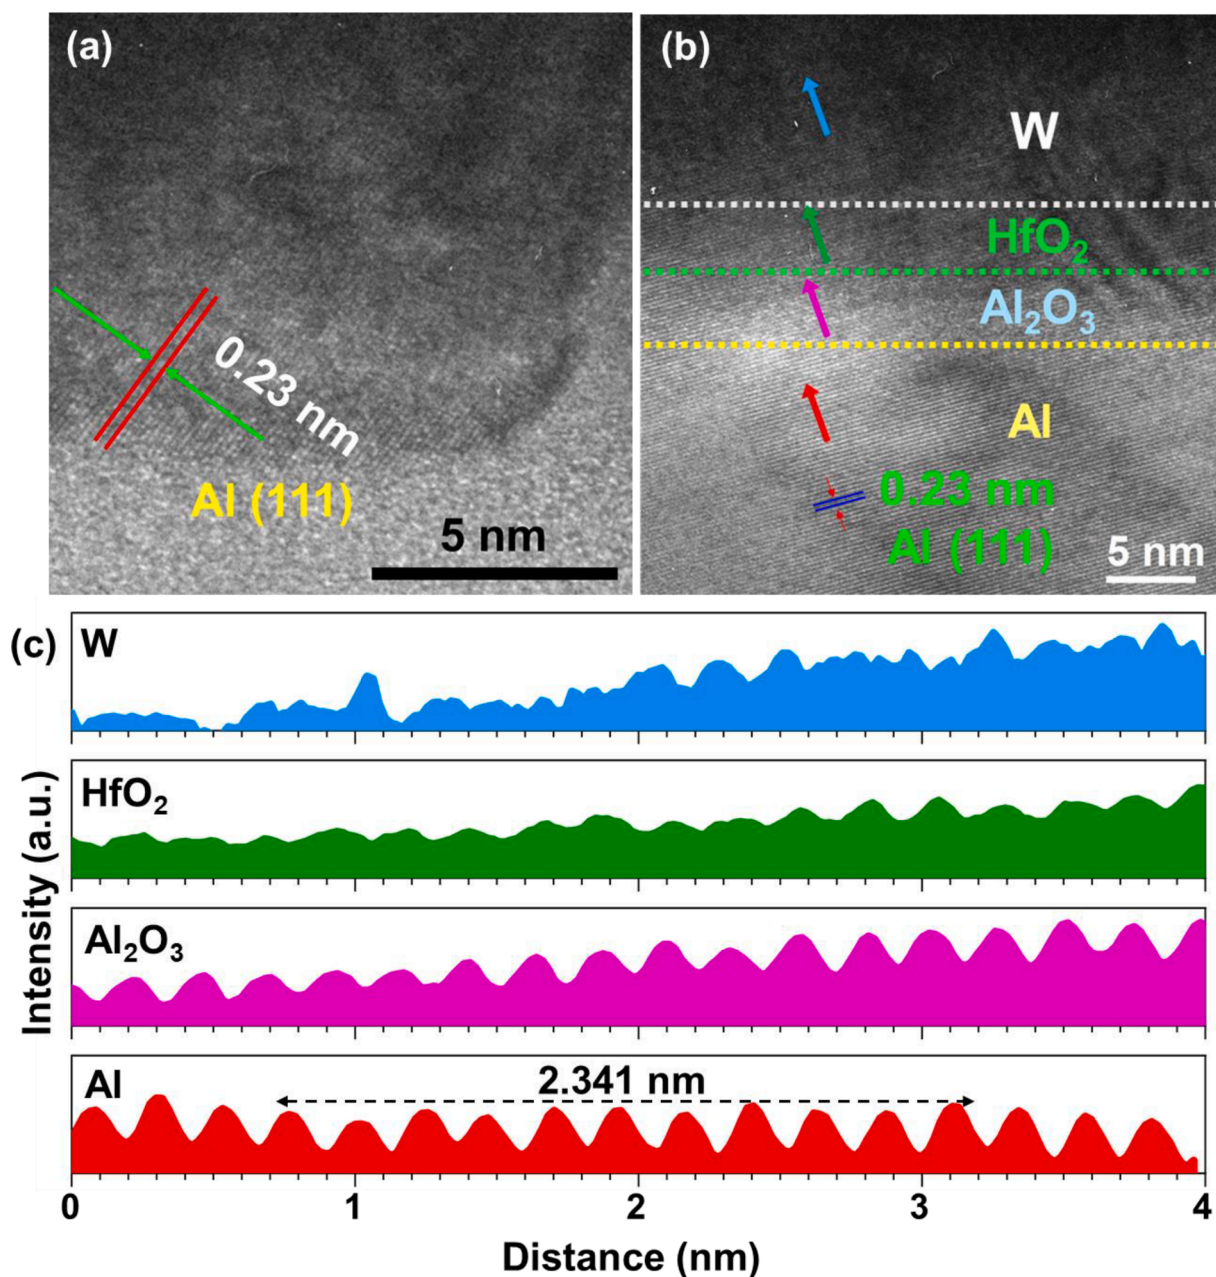 (a)
0.23 nm
Al (111)
5 nm
(b)
W
HfO₂
Al₂O₃
Al
0.23 nm
Al (111)
5 nm
(c)
W
HfO₂
Al₂O₃
Al
2.341 nm
Intensity (a.u.)
0 1 2 3 4
Distance (nm)